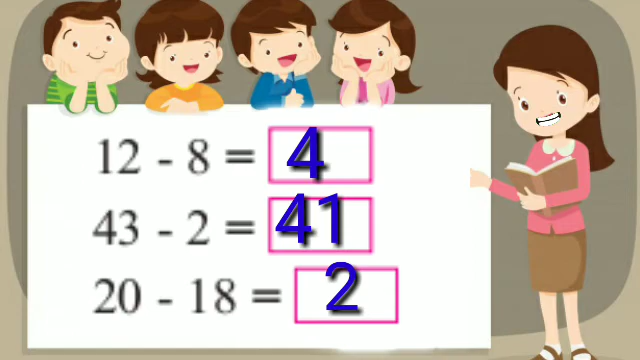 12 - 8 = 4
43 - 2 = 41
20 - 18 = 2